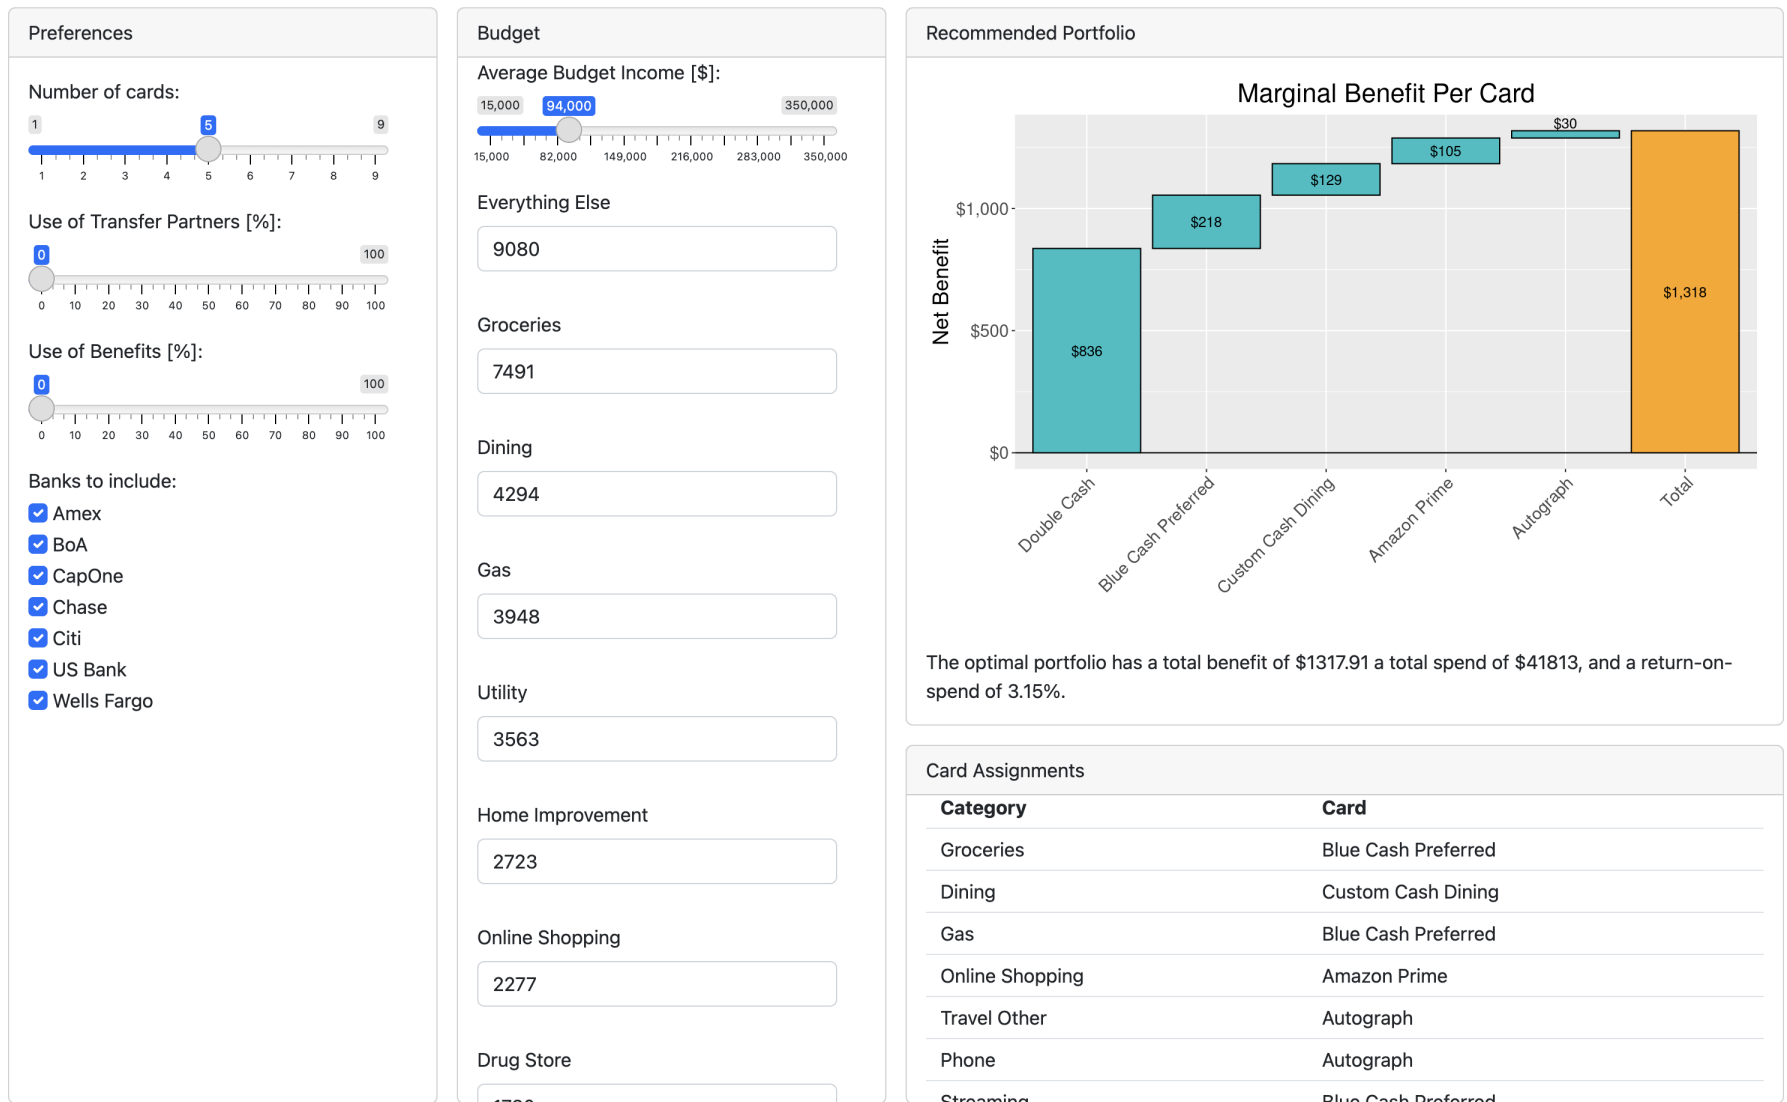 Preferences
Number of cards:
1 5 9
1 2 3 4 5 6 7 8 9
Use of Transfer Partners [%]:
0 100
0 10 20 30 40 50 60 70 80 90 100
Use of Benefits [%]:
0 100
0 10 20 30 40 50 60 70 80 90 100
Banks to include:
Amex
BoA
CapOne
Chase
Citi
US Bank
Wells Fargo
Budget
Average Budget Income [$]:
15,000 94,000 350,000
15,000 82,000 149,000 216,000 283,000 350,000
Everything Else
9080
Groceries
7491
Dining
4294
Gas
3948
Utility
3563
Home Improvement
2723
Online Shopping
2277
Drug Store
Recommended Portfolio
Marginal Benefit Per Card
Net Benefit
$1,000
$500
$0
$836
$218
$129
$105
$30
$1,318
Double Cash
Blue Cash Preferred
Custom Cash Dining
Amazon Prime
Autograph
Total
The optimal portfolio has a total benefit of $1317.91 a total spend of $41813, and a return-on-
spend of 3.15%.
Card Assignments
Category Card
Groceries Blue Cash Preferred
Dining Custom Cash Dining
Gas Blue Cash Preferred
Online Shopping Amazon Prime
Travel Other Autograph
Phone Autograph
Streaming Blue Cash Preferred